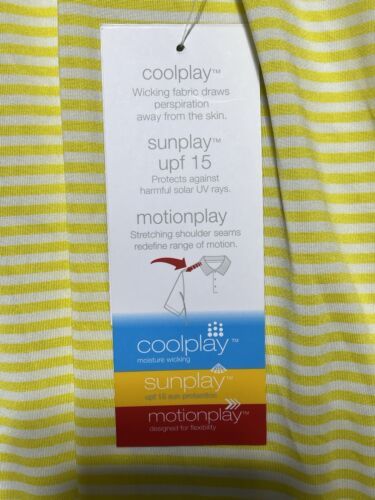 coolplay™
Wicking fabric draws
perspiration
away from the skin.
sunplay™
upf 15
Protects against
harmful solar UV rays.
motionplay
Stretching shoulder seams
redefine range of motion.
coolplay™
moisture wicking
sunplay™
upf 15 sun protection
motionplay™
designed for flexibility